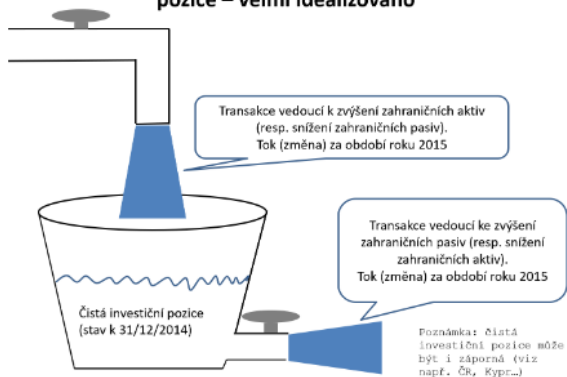 pozice – velmi idealizováno
Transakce vedoucí k zvýšení zahraničních aktiv
(resp. snížení zahraničních pasiv).
Tok (změna) za období roku 2015
Transakce vedoucí ke zvýšení
zahraničních pasiv (resp. snížení
zahraničních aktiv).
Tok (změna) za období roku 2015
Čistá investiční pozice
(stav k 31/12/2014)
Poznámka: čistá
investiční pozice může
být i záporná (viz
např. ČR, Kypr…)